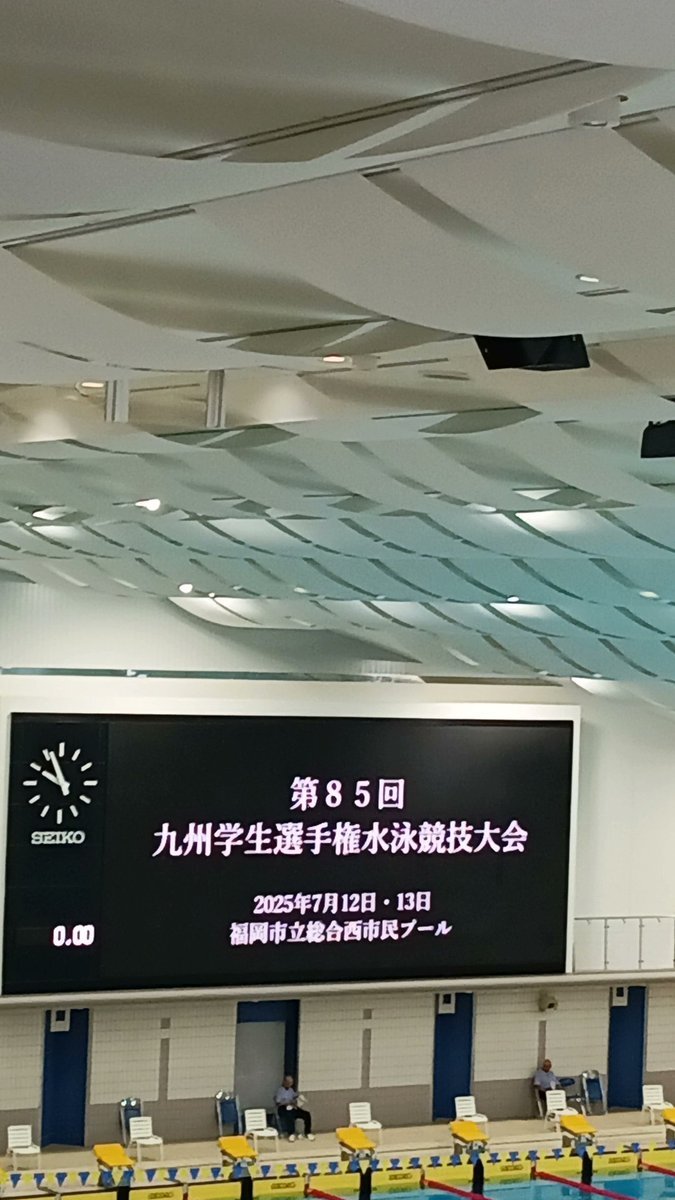 第85回
九州学生選手権水泳競技大会
SEIKO
2025年7月12日・13日
0.00
福岡市立総合西市民プール